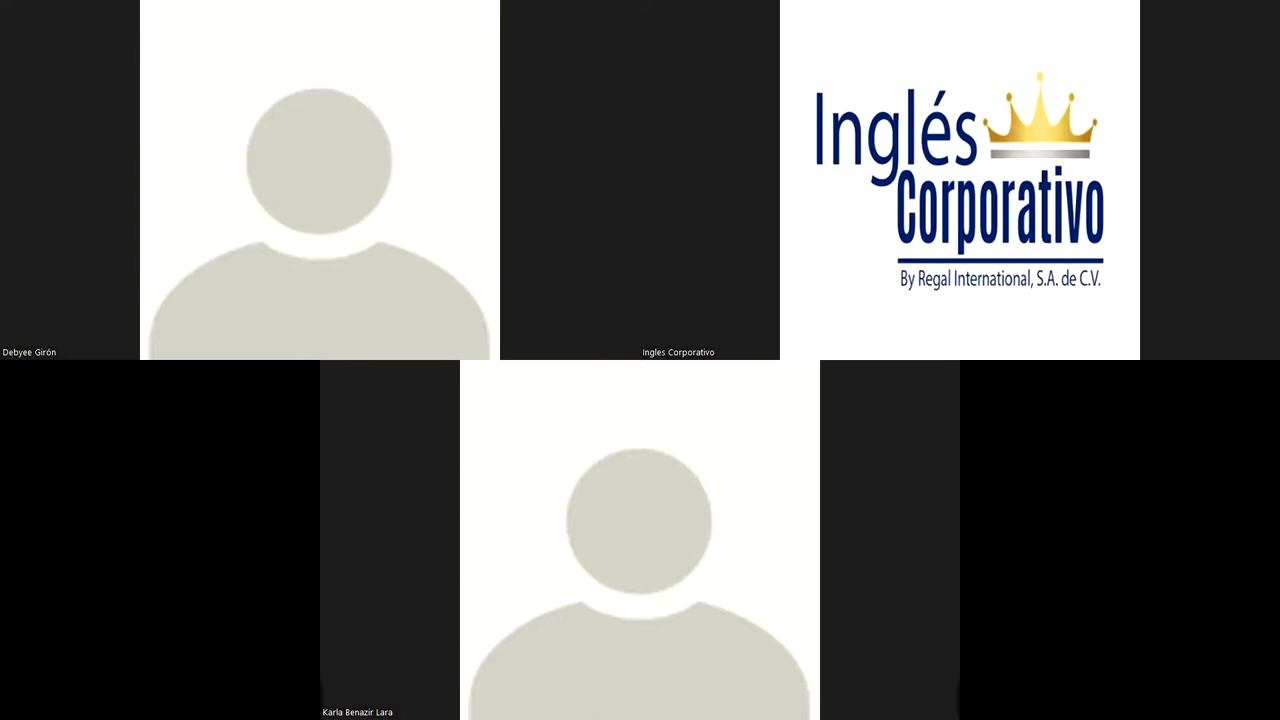 Inglés
Corporativo
By Regal International, S.A. de C.V.
Debyee Girón
Ingles Corporativo
Karla Benazir Lara